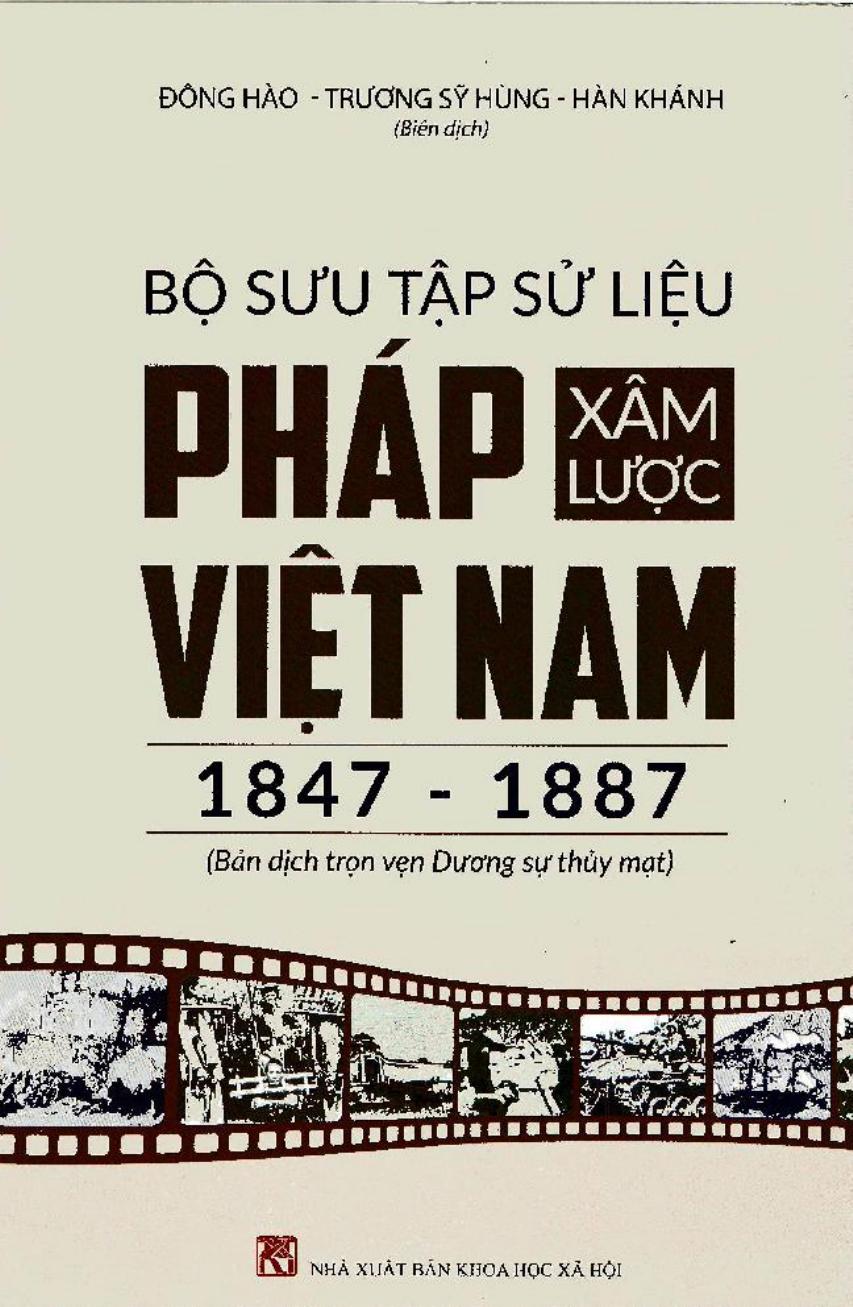 ĐÔNG HÀO - TRƯƠNG SỸ HÙNG - HÀN KHÁNH
(Biên dịch)
BỘ SƯU TẬP SỬ LIỆU
PHÁP XÂM LƯỢC
VIỆT NAM
1847 - 1887
(Bản dịch trọn vẹn Dương sự thủy mạt)
NHÀ XUẤT BẢN KHOA HỌC XÃ HỘI